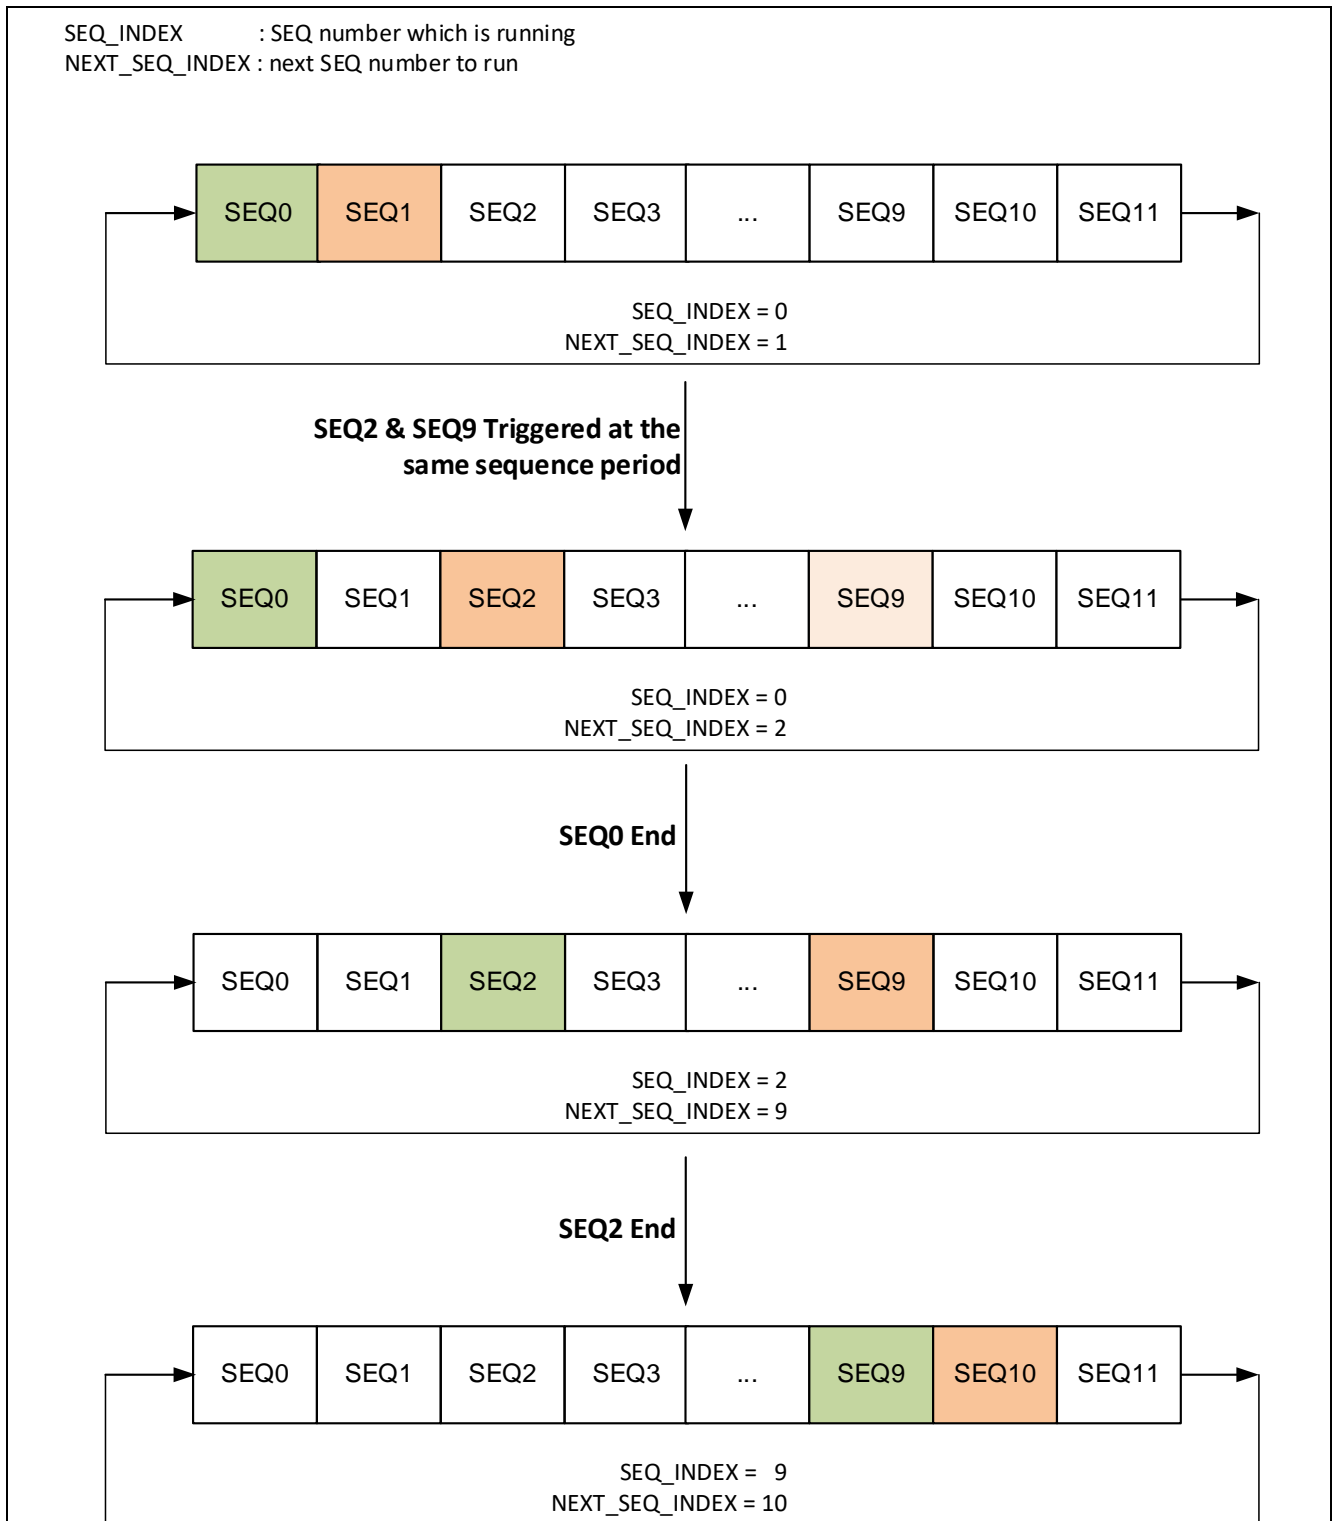 SEQ_INDEX : SEQ number which is running
NEXT_SEQ_INDEX : next SEQ number to run
SEQ0 SEQ1 SEQ2 SEQ3 ... SEQ9 SEQ10 SEQ11
SEQ_INDEX = 0
NEXT_SEQ_INDEX = 1
SEQ2 & SEQ9 Triggered at the
same sequence period
SEQ0 SEQ1 SEQ2 SEQ3 ... SEQ9 SEQ10 SEQ11
SEQ_INDEX = 0
NEXT_SEQ_INDEX = 2
SEQ0 End
SEQ0 SEQ1 SEQ2 SEQ3 ... SEQ9 SEQ10 SEQ11
SEQ_INDEX = 2
NEXT_SEQ_INDEX = 9
SEQ2 End
SEQ0 SEQ1 SEQ2 SEQ3 ... SEQ9 SEQ10 SEQ11
SEQ_INDEX = 9
NEXT_SEQ_INDEX = 10